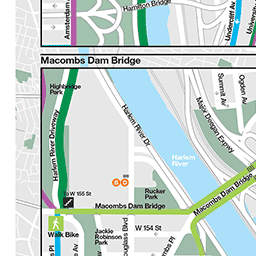 Amsterdam Av
Hamilton Bridge
Undercliff Av
Macombs Dam Bridge
Highbridge
Park
Harlem River Driveway
Harlem River Dr
Major Deegan Expwy
Summit Av
Ogden Av
Harlem
River
B D
To W 155 St
Rucker
Park
Macombs Dam Bridge
Macombs Dam Bridge
Walk Bike
Jackie
Robinson
Park
Douglass Blvd
W 154 St